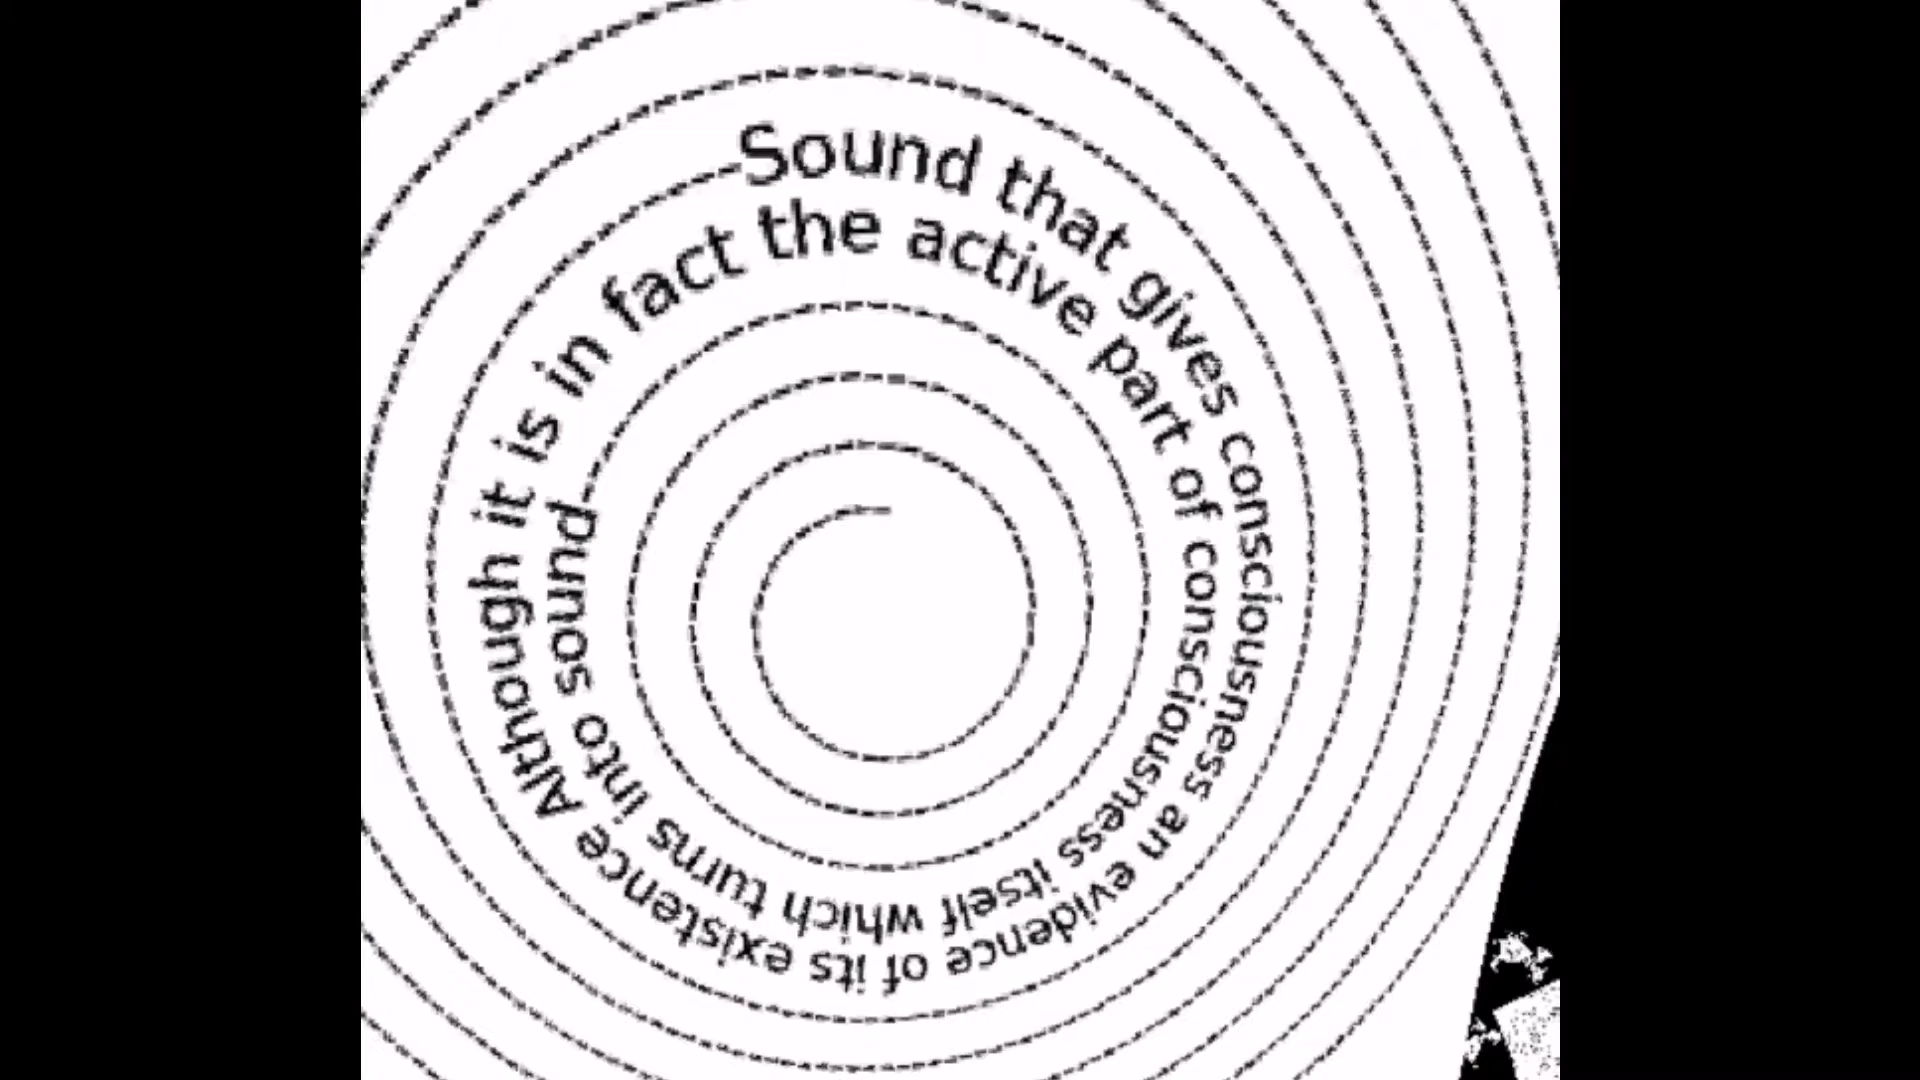 Sound that gives consciousness an evidence of its existence Although it is in fact the active part of consciousness itself which turns into sound